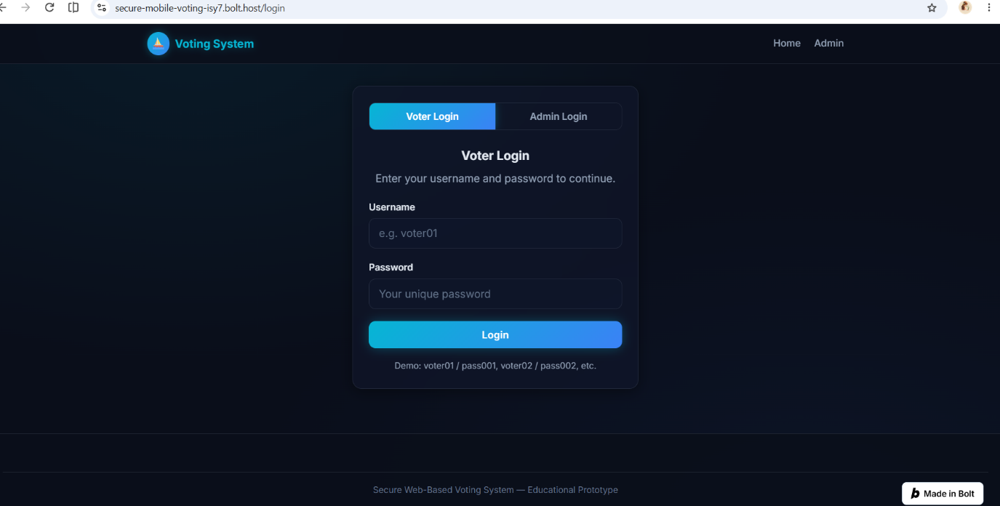 secure-mobile-voting-isy7.bolt.host/login
Voting System
Home Admin
Voter Login Admin Login
Voter Login
Enter your username and password to continue.
Username
e.g. voter01
Password
Your unique password
Login
Demo: voter01 / pass001, voter02 / pass002, etc.
Secure Web-Based Voting System — Educational Prototype
b Made in Bolt